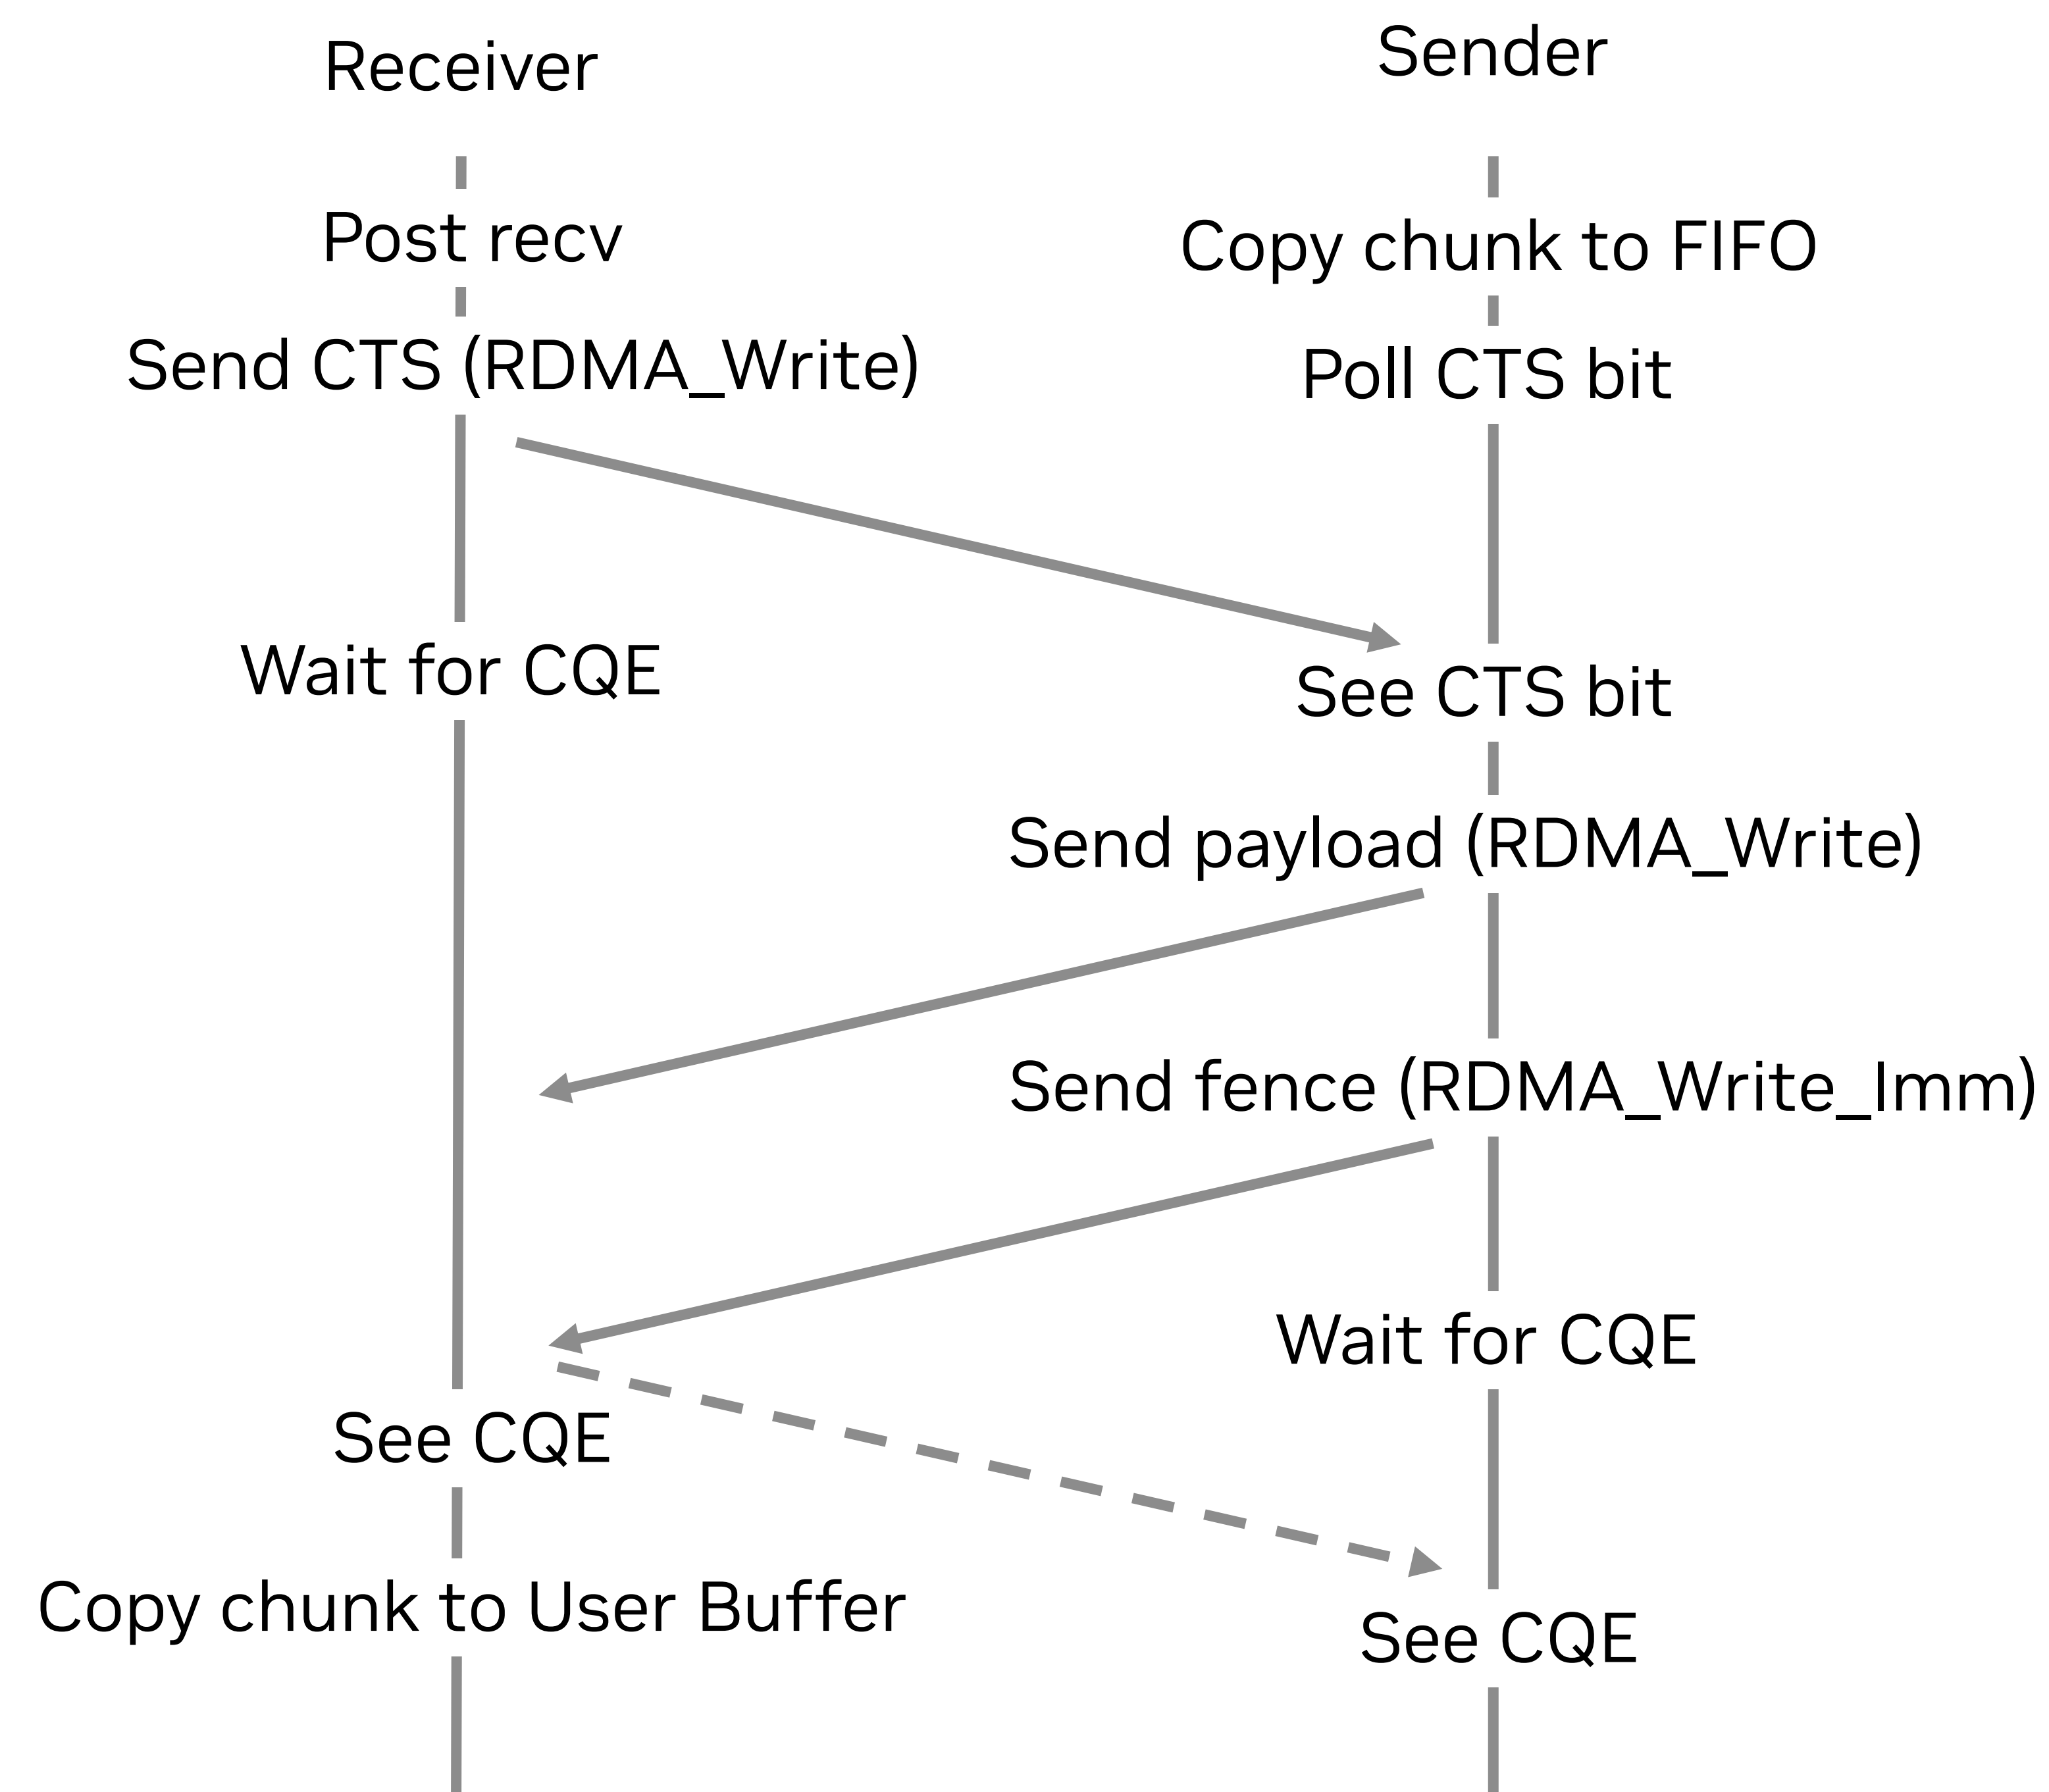 Receiver
Post recv
Send CTS (RDMA_Write)
Wait for CQE
See CQE
Copy chunk to User Buffer
Sender
Copy chunk to FIFO
Poll CTS bit
See CTS bit
Send payload (RDMA_Write)
Send fence (RDMA_Write_Imm)
Wait for CQE
See CQE